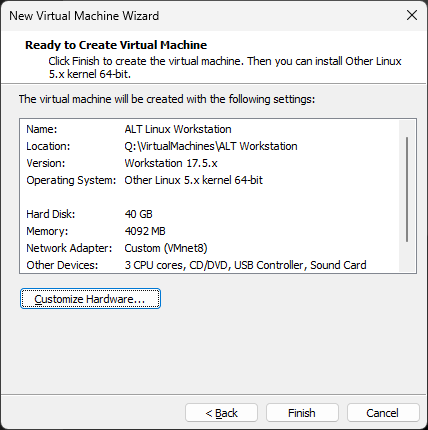 New Virtual Machine Wizard
Ready to Create Virtual Machine
Click Finish to create the virtual machine. Then you can install Other Linux
5.x kernel 64-bit.
The virtual machine will be created with the following settings:
Name: ALT Linux Workstation
Location: Q:\VirtualMachines\ALT Workstation
Version: Workstation 17.5.x
Operating System: Other Linux 5.x kernel 64-bit
Hard Disk: 40 GB
Memory: 4092 MB
Network Adapter: Custom (VMnet8)
Other Devices: 3 CPU cores, CD/DVD, USB Controller, Sound Card
Customize Hardware...
< Back Finish Cancel